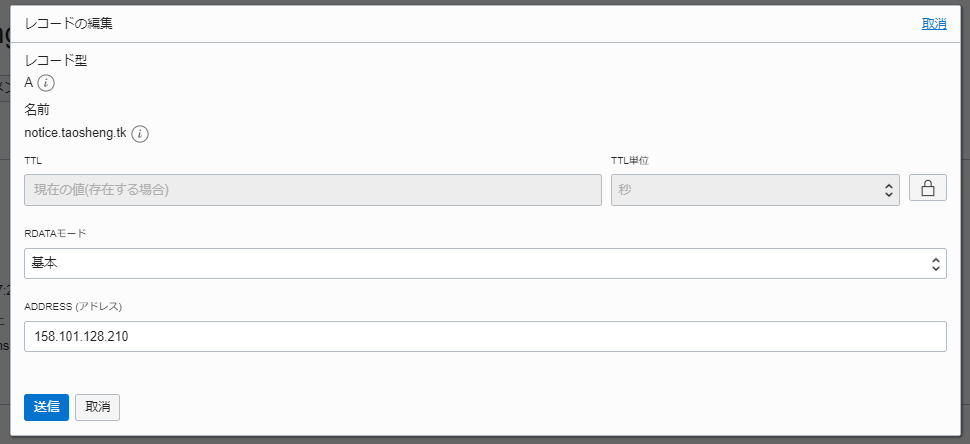 レコードの編集
取消
レコード型
A
名前
notice.taosheng.tk
TTL
TTL単位
現在の値(存在する場合)
秒
RDATAモード
基本
ADDRESS (アドレス)
158.101.128.210
送信
取消